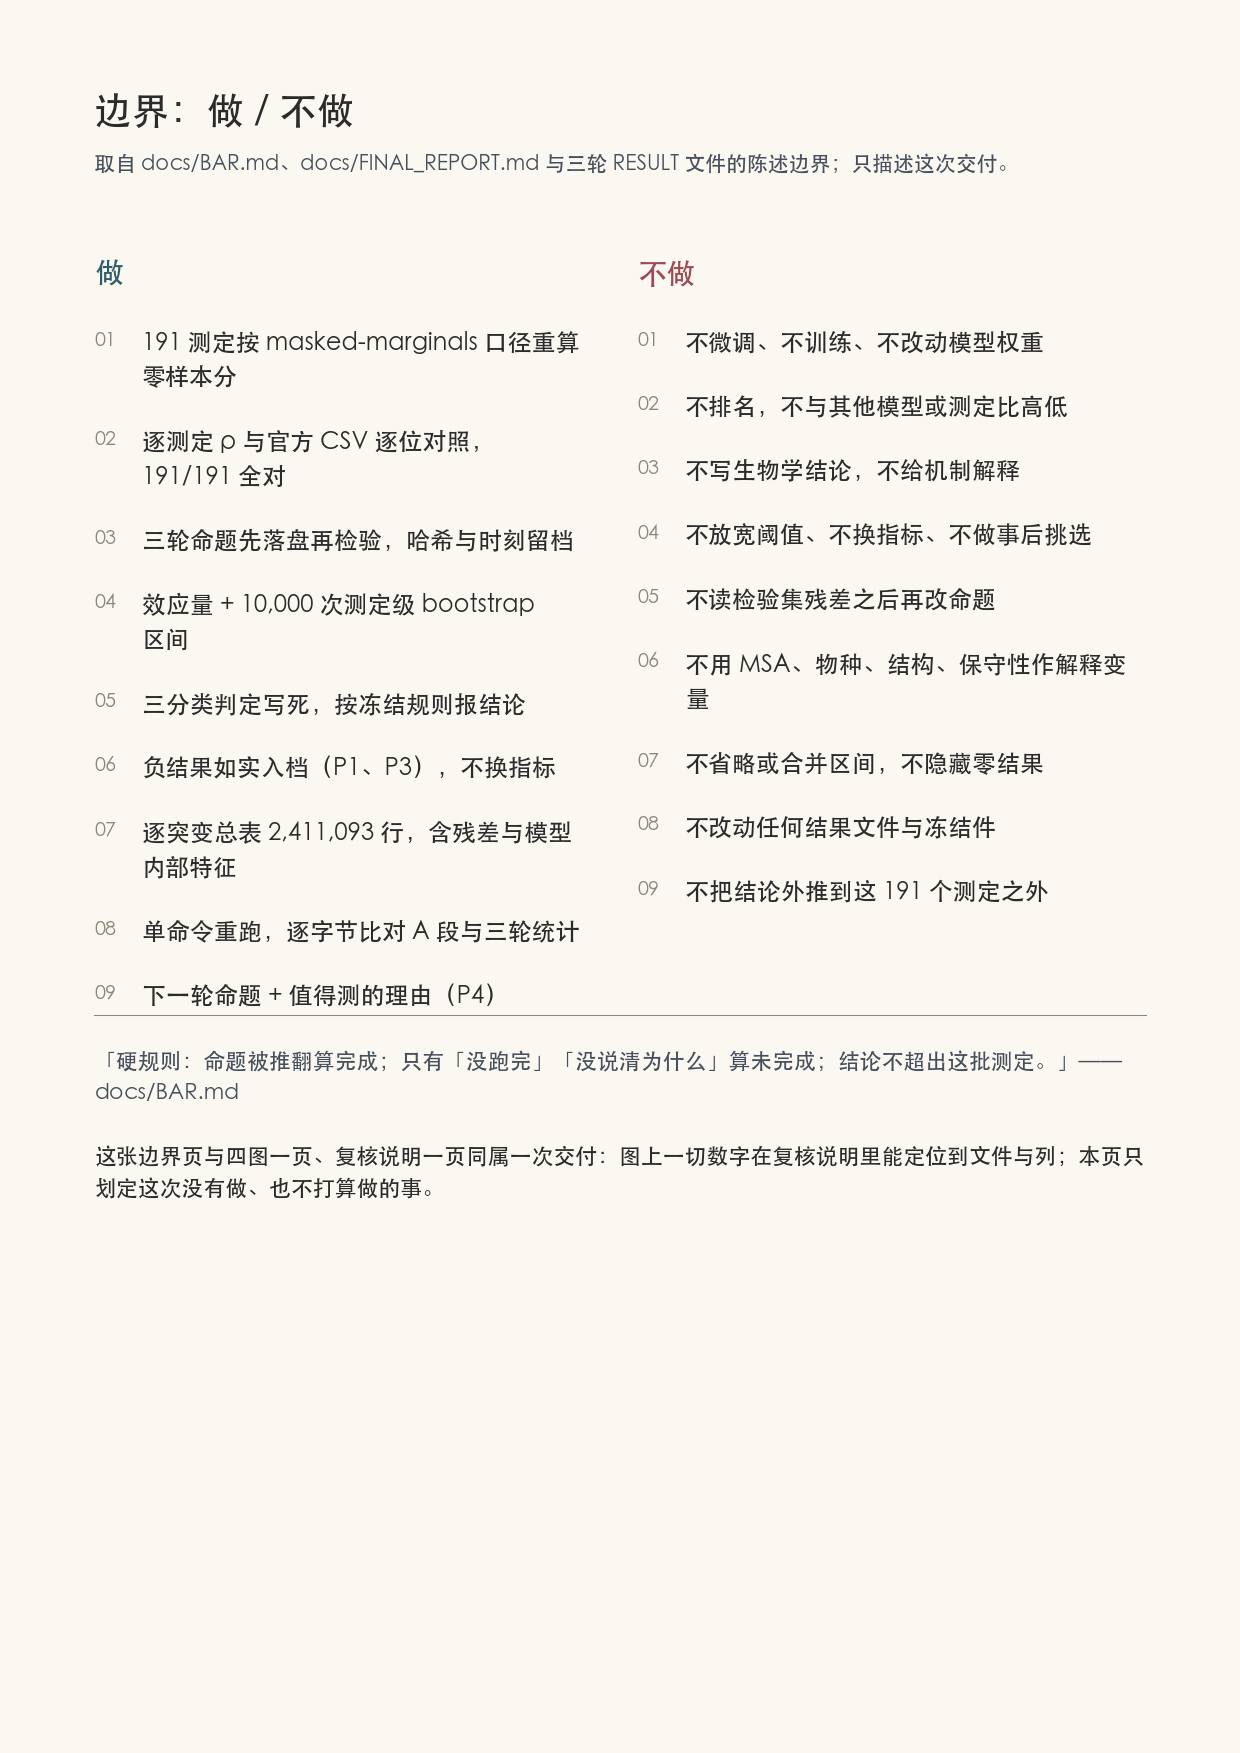 边界：做 / 不做
取自 docs/BAR.md、docs/FINAL_REPORT.md 与三轮 RESULT 文件的陈述边界；只描述这次交付。
做
01 191 测定按 masked-marginals 口径重算
零样本分
02 逐测定 ρ 与官方 CSV 逐位对照，
191/191 全对
03 三轮命题先落盘再检验，哈希与时刻留档
04 效应量 + 10,000 次测定级 bootstrap
区间
05 三分类判定写死，按冻结规则报结论
06 负结果如实入档（P1、P3），不换指标
07 逐突变总表 2,411,093 行，含残差与模型
内部特征
08 单命令重跑，逐字节比对 A 段与三轮统计
09 下一轮命题 + 值得测的理由（P4）
不做
01 不微调、不训练、不改动模型权重
02 不排名，不与其他模型或测定比高低
03 不写生物学结论，不给机制解释
04 不放宽阈值、不换指标、不做事后挑选
05 不读检验集残差之后再改命题
06 不用 MSA、物种、结构、保守性作解释变
量
07 不省略或合并区间，不隐藏零结果
08 不改动任何结果文件与冻结件
09 不把结论外推到这 191 个测定之外
「硬规则：命题被推翻算完成；只有「没跑完」「没说清为什么」算未完成；结论不超出这批测定。」——
docs/BAR.md
这张边界页与四图一页、复核说明一页同属一次交付：图上一切数字在复核说明里能定位到文件与列；本页只
划定这次没有做、也不打算做的事。